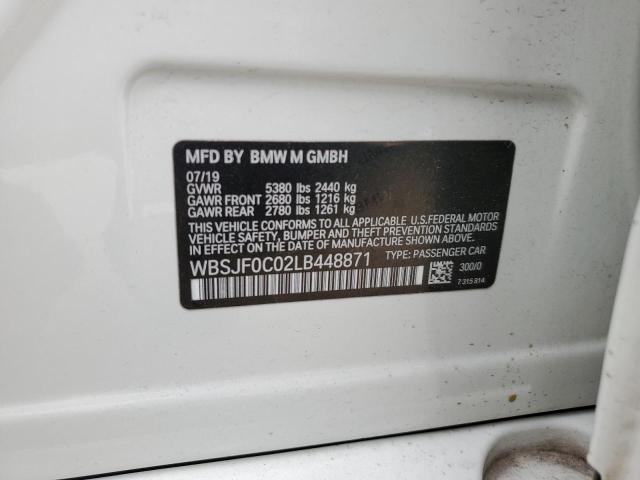 MFD BY BMW M GMBH
07/19
GVWR 5380 lbs 2440 kg
GAWR FRONT 2680 lbs 1216 kg
GAWR REAR 2780 lbs 1261 kg
THIS VEHICLE CONFORMS TO ALL APPLICABLE U.S.FEDERAL MOTOR
VEHICLE SAFETY, BUMPER, AND THEFT PREVENTION STANDARDS
IN EFFECT ON THE DATE OF MANUFACTURE SHOWN ABOVE.
WBSJF0C02LB448871 TYPE: PASSENGER CAR
300/0
7 315 814